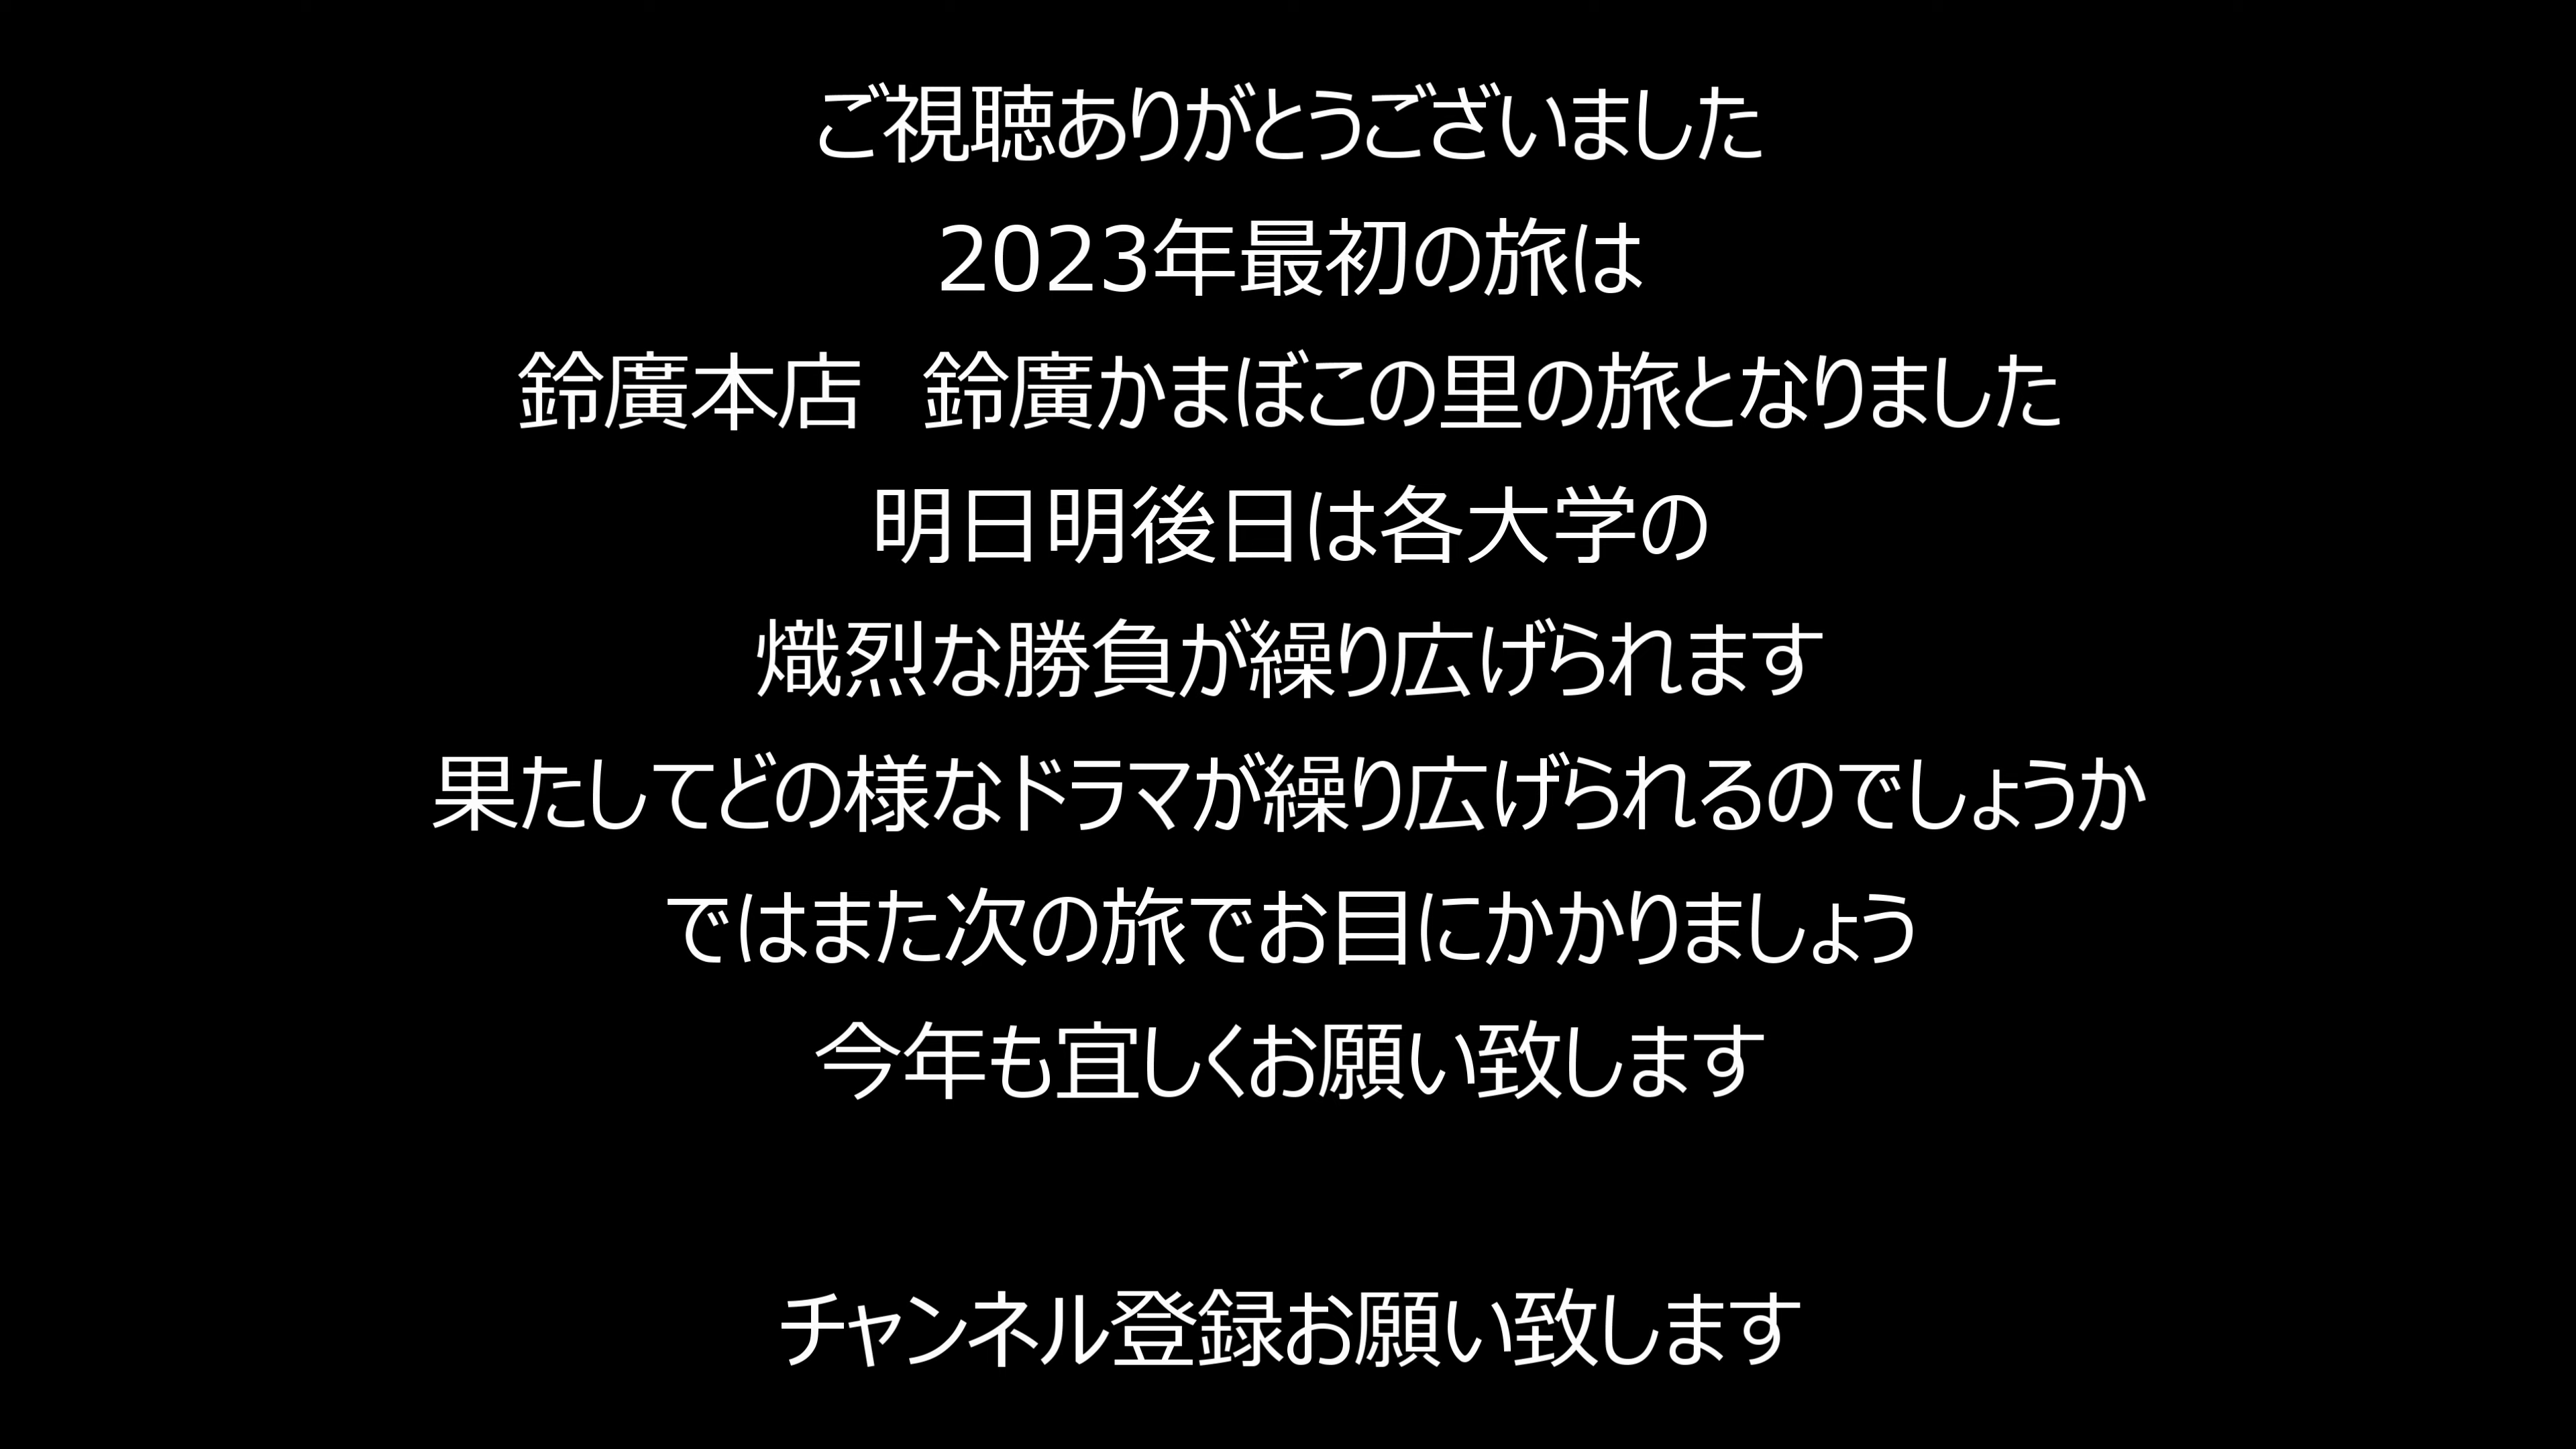 ご視聴ありがとうございました
2023年最初の旅は
鈴廣本店　鈴廣かまぼこの里の旅となりました
明日明後日は各大学の
熾烈な勝負が繰り広げられます
果たしてどの様なドラマが繰り広げられるのでしょうか
ではまた次の旅でお目にかかりましょう
今年も宜しくお願い致します
チャンネル登録お願い致します